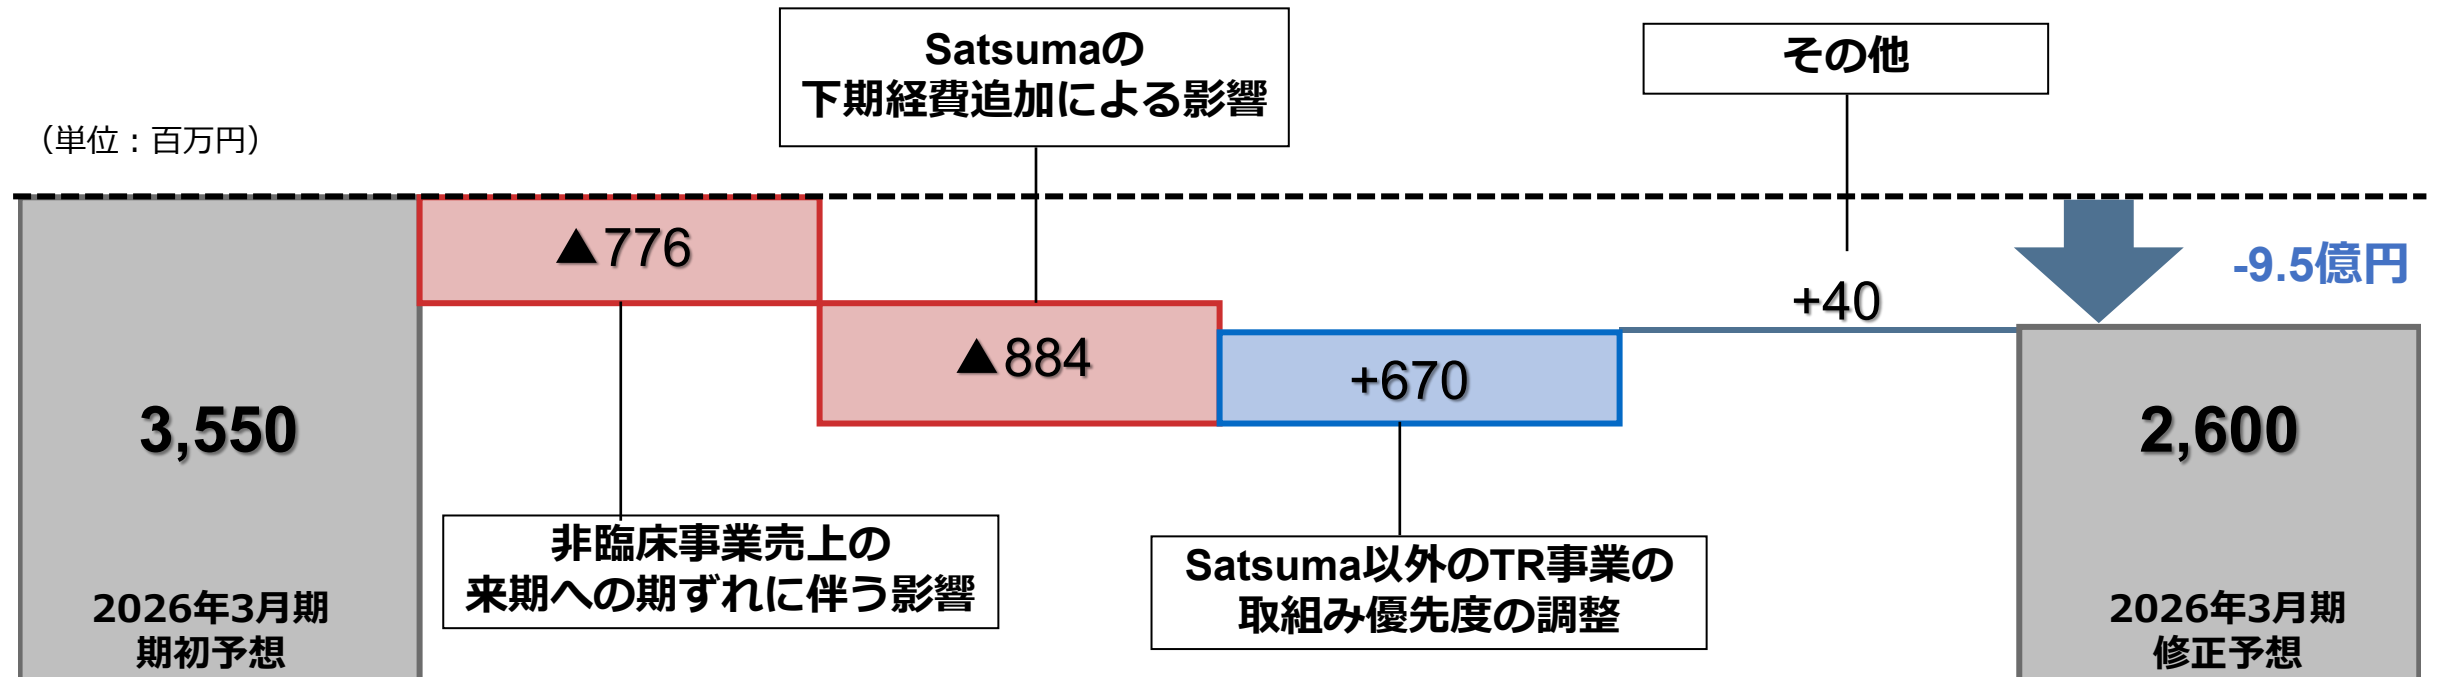 Satsumaの
下期経費追加による影響
その他
（単位：百万円）
▲776
-9.5億円
+40
▲884
+670
3,550
2,600
非臨床事業売上の
来期への期ずれに伴う影響
Satsuma以外のTR事業の
取組み優先度の調整
2026年3月期
期初予想
2026年3月期
修正予想